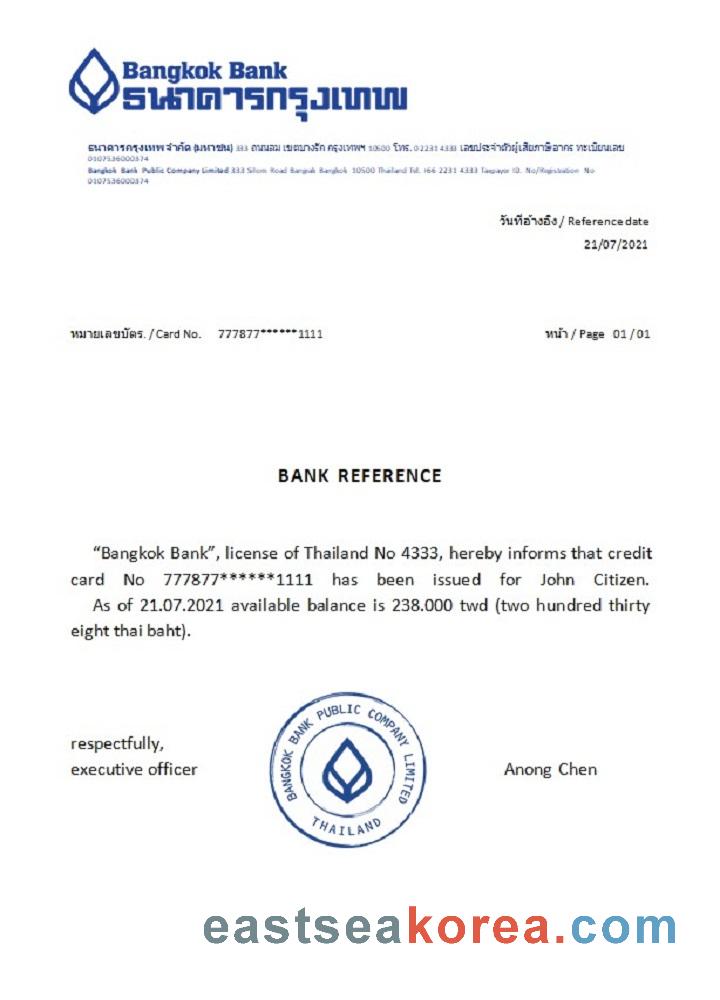 Bangkok Bank
ธนาคารกรุงเทพ
ธนาคารกรุงเทพ จำกัด (มหาชน) 333 ถนนสีลม เขตบางรัก กรุงเทพฯ 10500 โทร. 0 2231 4333 เลขประจำตัวผู้เสียภาษีอากร ทะเบียนเลข
0107536000374
Bangkok Bank Public Company Limited 333 Silom Road Bangrak Bangkok 10500 Thailand Tel. +66 2231 4333 Taxpayer ID. No/Registration No
0107536000374
วันที่อ้างอิง / Reference date
21/07/2021
หมายเลขบัตร. / Card No. 777877******1111
หน้า / Page 01 / 01
BANK REFERENCE
“Bangkok Bank”, license of Thailand No 4333, hereby informs that credit
card No 777877******1111 has been issued for John Citizen.
As of 21.07.2021 available balance is 238.000 twd (two hundred thirty
eight thai baht).
respectfully,
executive officer
BANGKOK BANK PUBLIC COMPANY LIMITED
THAILAND
Anong Chen
eastseakorea.com